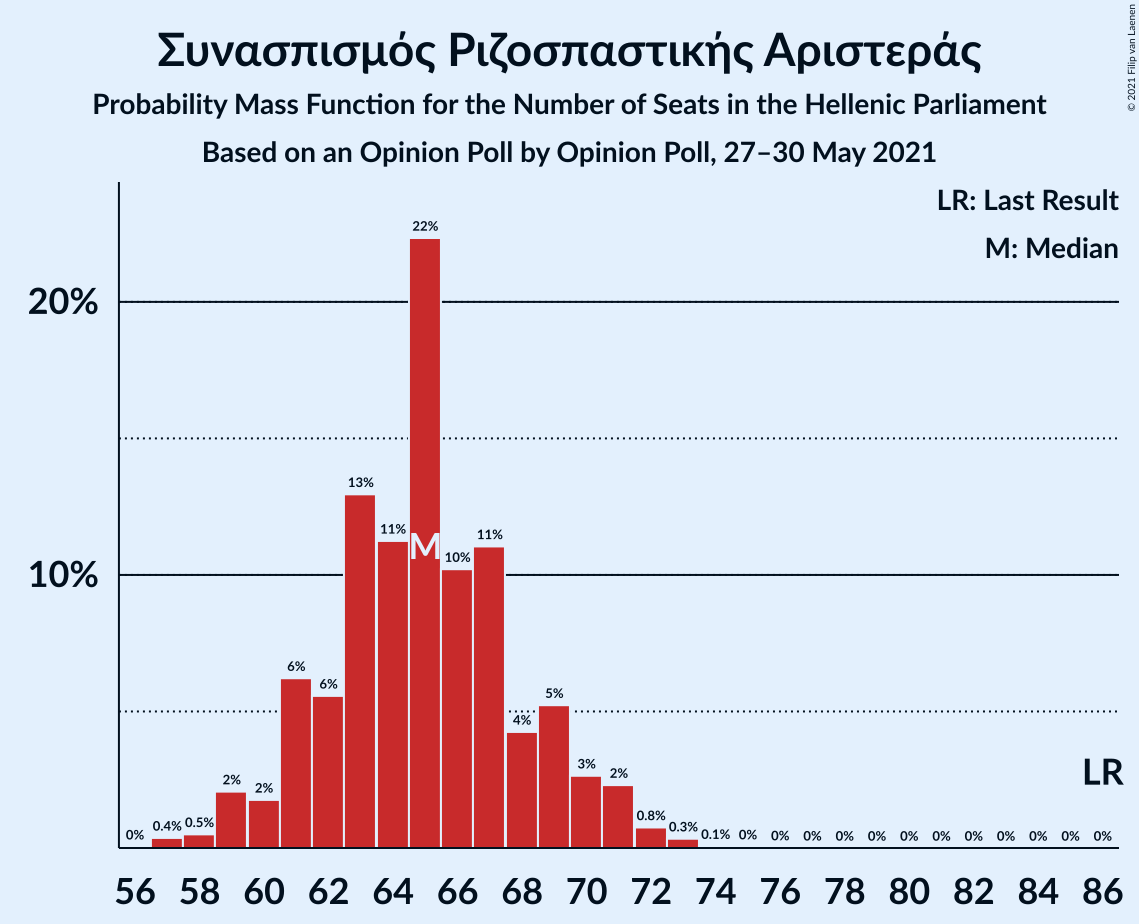 Συνασπισμός Ριζοσπαστικής Αριστεράς
Probability Mass Function for the Number of Seats in the Hellenic Parliament
Based on an Opinion Poll by Opinion Poll, 27–30 May 2021
© 2021 Filip van Laenen
LR: Last Result
M: Median
20%
10%
0% 0.4% 0.5% 2% 2% 6% 6% 13% 11% 22% 10% 11% 4% 5% 3% 2% 0.8% 0.3% 0.1% 0% 0% 0% 0% 0% 0% 0% 0% 0% 0% 0% 0%
M
LR
56 58 60 62 64 66 68 70 72 74 76 78 80 82 84 86